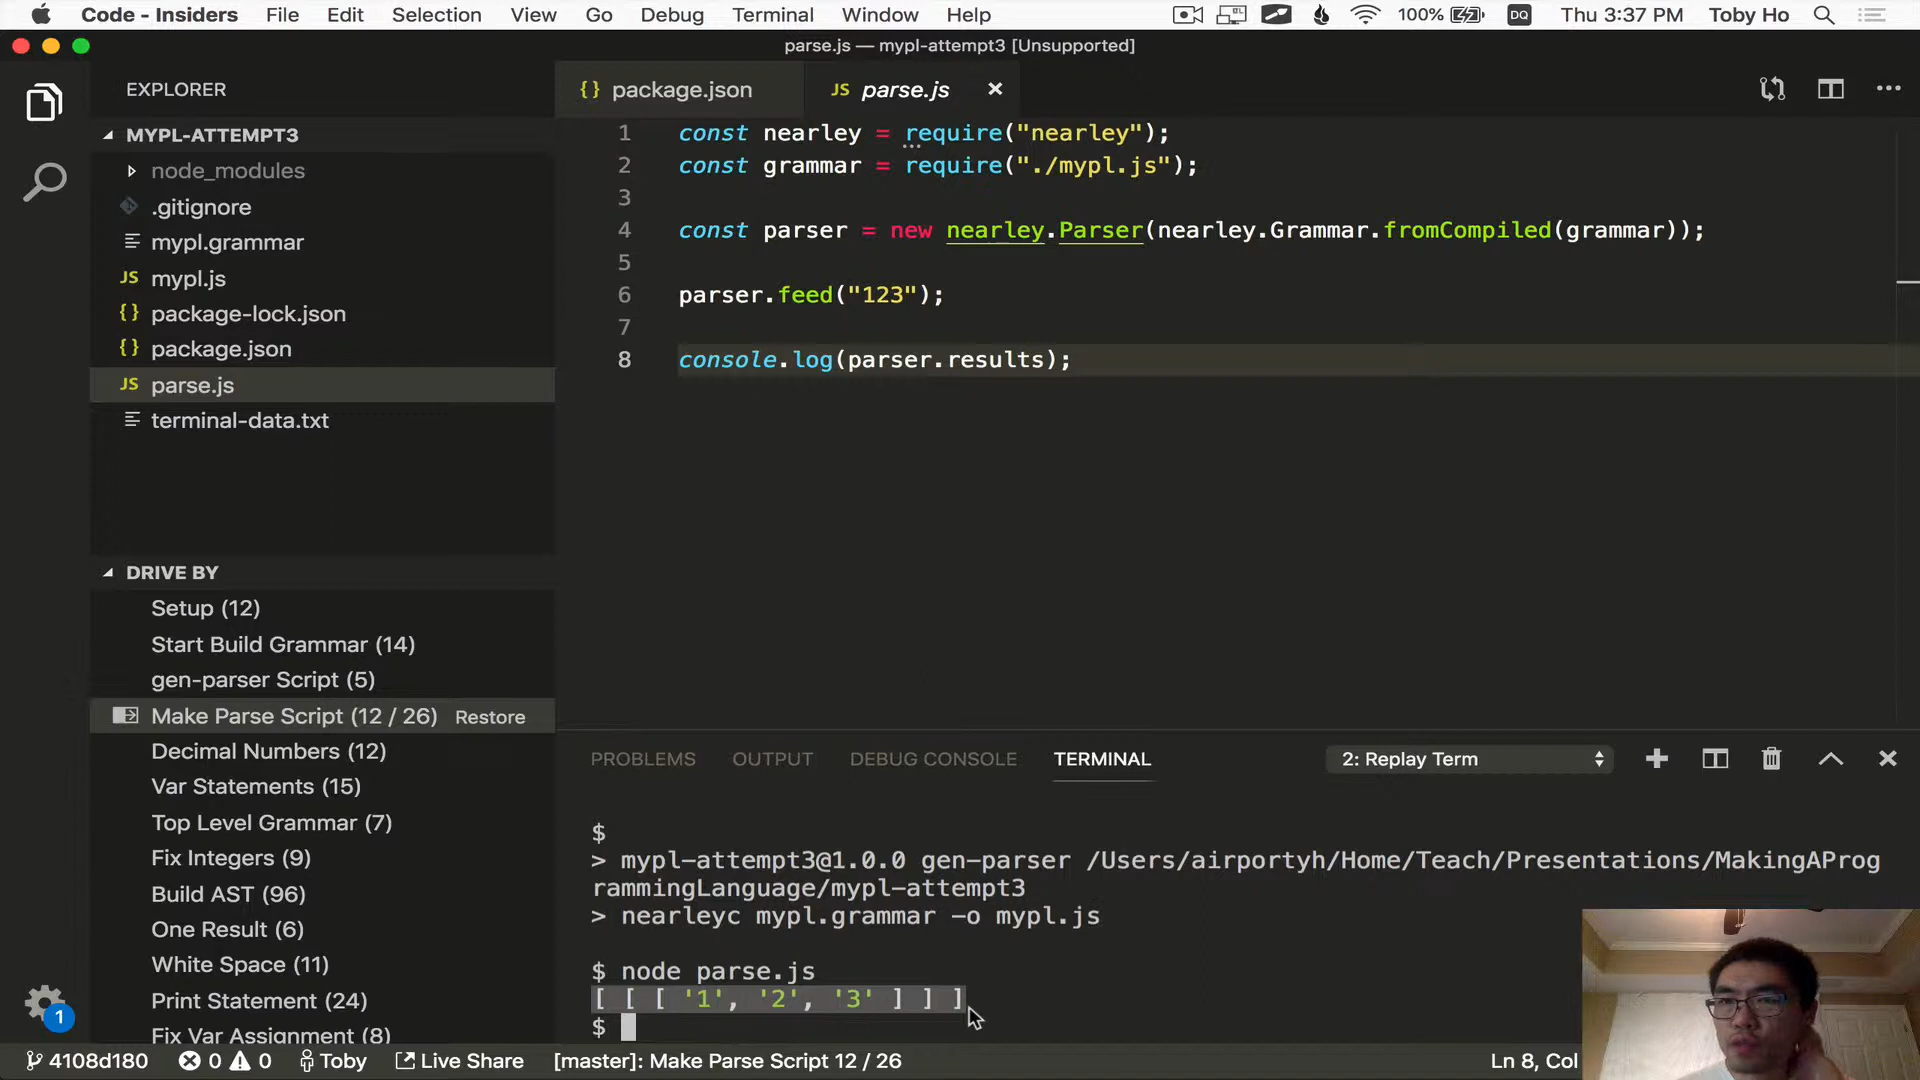 Code - Insiders File Edit Selection View Go Debug Terminal Window Help 100% DQ Thu 3:37 PM Toby Ho
parse.js — mypl-attempt3 [Unsupported]
EXPLORER
MYPL-ATTEMPT3
node_modules
.gitignore
mypl.grammar
JS mypl.js
{} package-lock.json
{} package.json
JS parse.js
terminal-data.txt
DRIVE BY
Setup (12)
Start Build Grammar (14)
gen-parser Script (5)
Make Parse Script (12 / 26) Restore
Decimal Numbers (12)
Var Statements (15)
Top Level Grammar (7)
Fix Integers (9)
Build AST (96)
One Result (6)
White Space (11)
Print Statement (24)
Fix Var Assignment (8)
1
{} package.json JS parse.js
1 const nearley = require("nearley");
2 const grammar = require("./mypl.js");
3
4 const parser = new nearley.Parser(nearley.Grammar.fromCompiled(grammar));
5
6 parser.feed("123");
7
8 console.log(parser.results);
PROBLEMS OUTPUT DEBUG CONSOLE TERMINAL 2: Replay Term
$
> mypl-attempt3@1.0.0 gen-parser /Users/airportyh/Home/Teach/Presentations/MakingAProg
rammingLanguage/mypl-attempt3
> nearleyc mypl.grammar -o mypl.js
$ node parse.js
[ [ [ '1', '2', '3' ] ] ]
$
4108d180 0 0 Toby Live Share [master]: Make Parse Script 12 / 26 Ln 8, Col